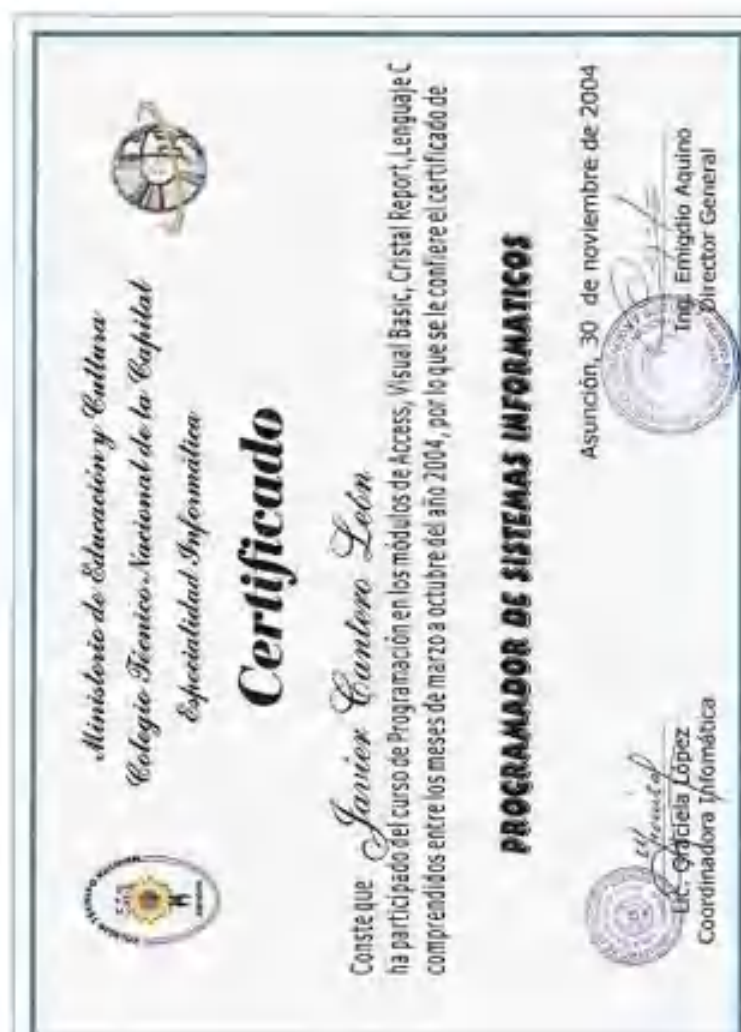 Ministerio de Educación y Cultura
Colegio Técnico Nacional de la Capital
Especialidad Informática
Certificado
Conste que Javier Cantero León
ha participado del curso de Programación en los módulos de Access, Visual Basic, Cristal Report, Lenguaje C
comprendidos entre los meses de marzo a octubre del año 2004, por lo que se le confiere el certificado de
PROGRAMADOR DE SISTEMAS INFORMATICOS
Asunción, 30 de noviembre de 2004
Lic. Graciela López
Coordinadora Infomática
Ing. Emigdio Aquino
Director General